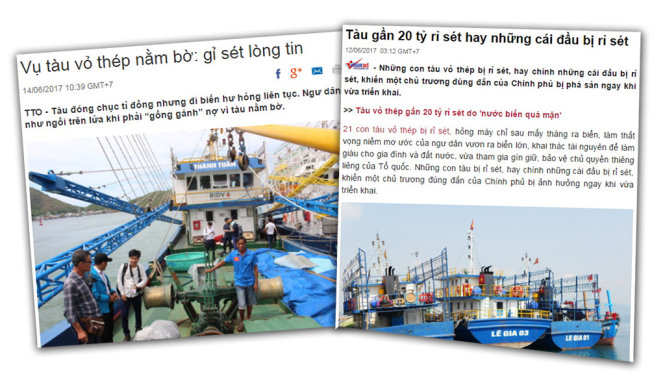 Vụ tàu vỏ thép nằm bờ: gỉ sét lòng tin
14/06/2017 10:39 GMT+7
TTO - Tàu đóng chục tỉ đồng nhưng đi biển hư hỏng liên tục. Ngư dân
như ngồi trên lửa khi phải "gồng gánh" nợ vì tàu nằm bờ.
THÀNH TUÂN
BIDV
Tàu gần 20 tỷ rỉ sét hay những cái đầu bị rỉ sét
12/06/2017 03:12 GMT+7
- Những con tàu vỏ thép bị rỉ sét, hay chính những cái đầu bị rỉ
sét, khiến một chủ trương đúng đắn của Chính phủ bị phá sản ngay khi
vừa triển khai.
>> Tàu vỏ thép gần 20 tỷ rỉ sét do 'nước biển quá mặn'
21 con tàu vỏ thép bị rỉ sét, hỏng máy chỉ sau mấy tháng ra biển, làm thất
vọng niềm mơ ước của ngư dân vươn ra biển lớn, khai thác tài nguyên để làm
giàu cho gia đình và đất nước, vừa tham gia gìn giữ, bảo vệ chủ quyền thiêng
liêng của Tổ quốc. Những con tàu bị rỉ sét, hay chính những cái đầu bị rỉ sét,
khiến một chủ trương đúng đắn của Chính phủ bị ảnh hưởng ngay khi vừa
triển khai.
LÊ GIA 03
LÊ GIA 01